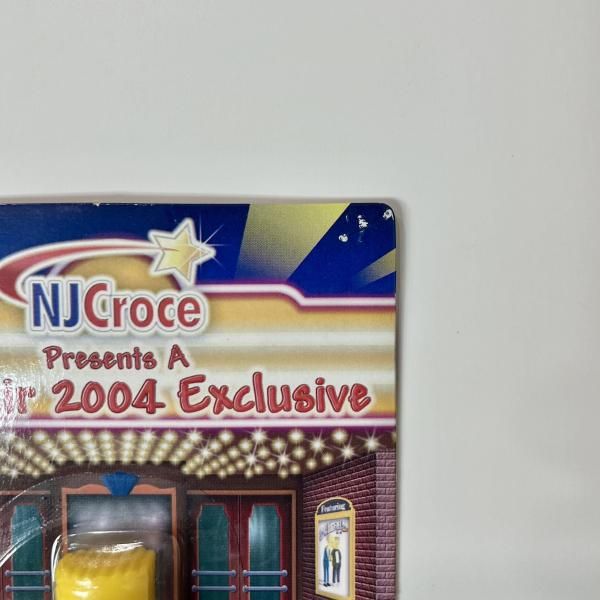 NJCroce
Presents A
ir 2004 Exclusive
Featuring